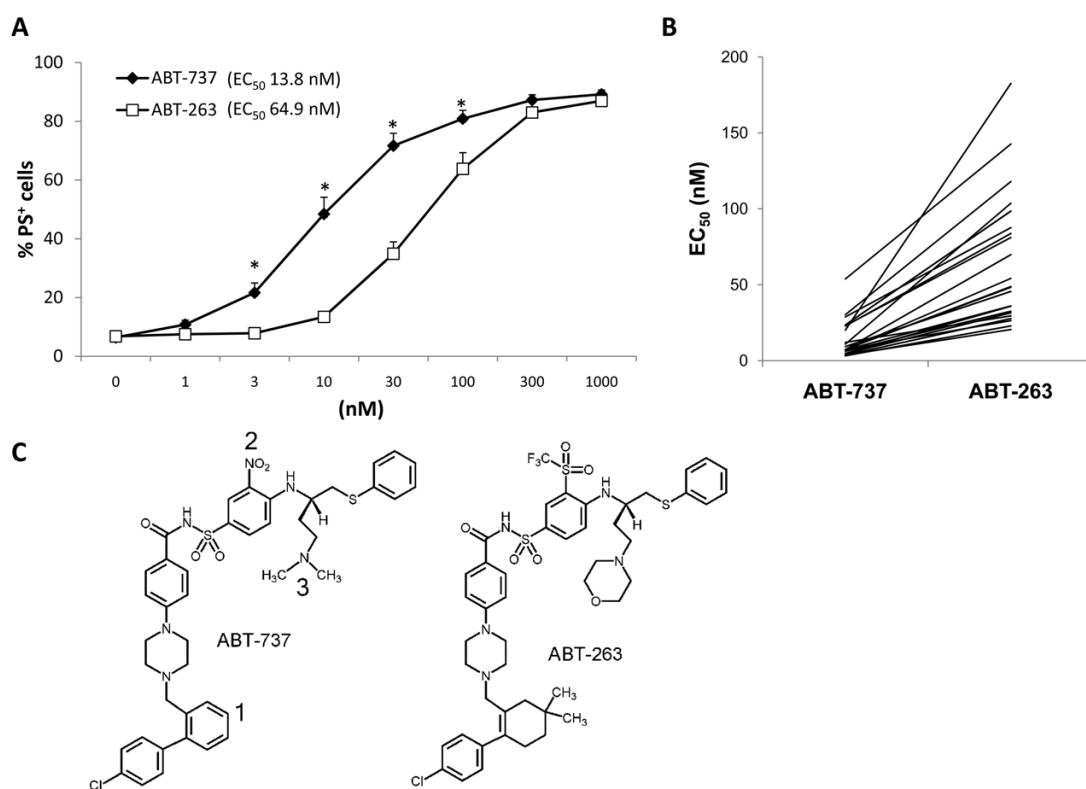 A
100
80
60
40
20
0
% PS⁺ cells
ABT-737 (EC₅₀ 13.8 nM)
ABT-263 (EC₅₀ 64.9 nM)
* * * * *
0 1 3 10 30 100 300 1000
(nM)
B
200
150
100
50
0
EC₅₀ (nM)
ABT-737 ABT-263
C
2
NO₂
H
N
S
H
N
H₃C CH₃
3
O
H
N
S
O O
N
N
ABT-737
1
Cl
F₃C
O
S
O
H
N
S
H
N
O
O
H
N
S
O O
N
N
ABT-263
CH₃
CH₃
Cl